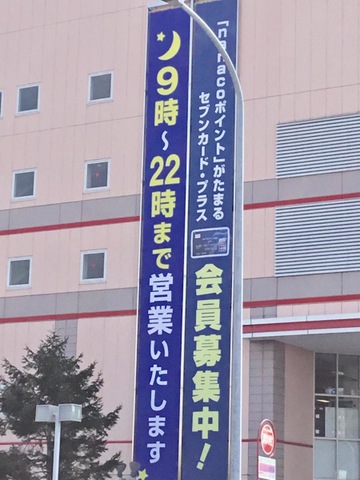 「nanacoポイント」がたまる
セブンカード・プラス
会員募集中！
9時～22時まで営業いたします